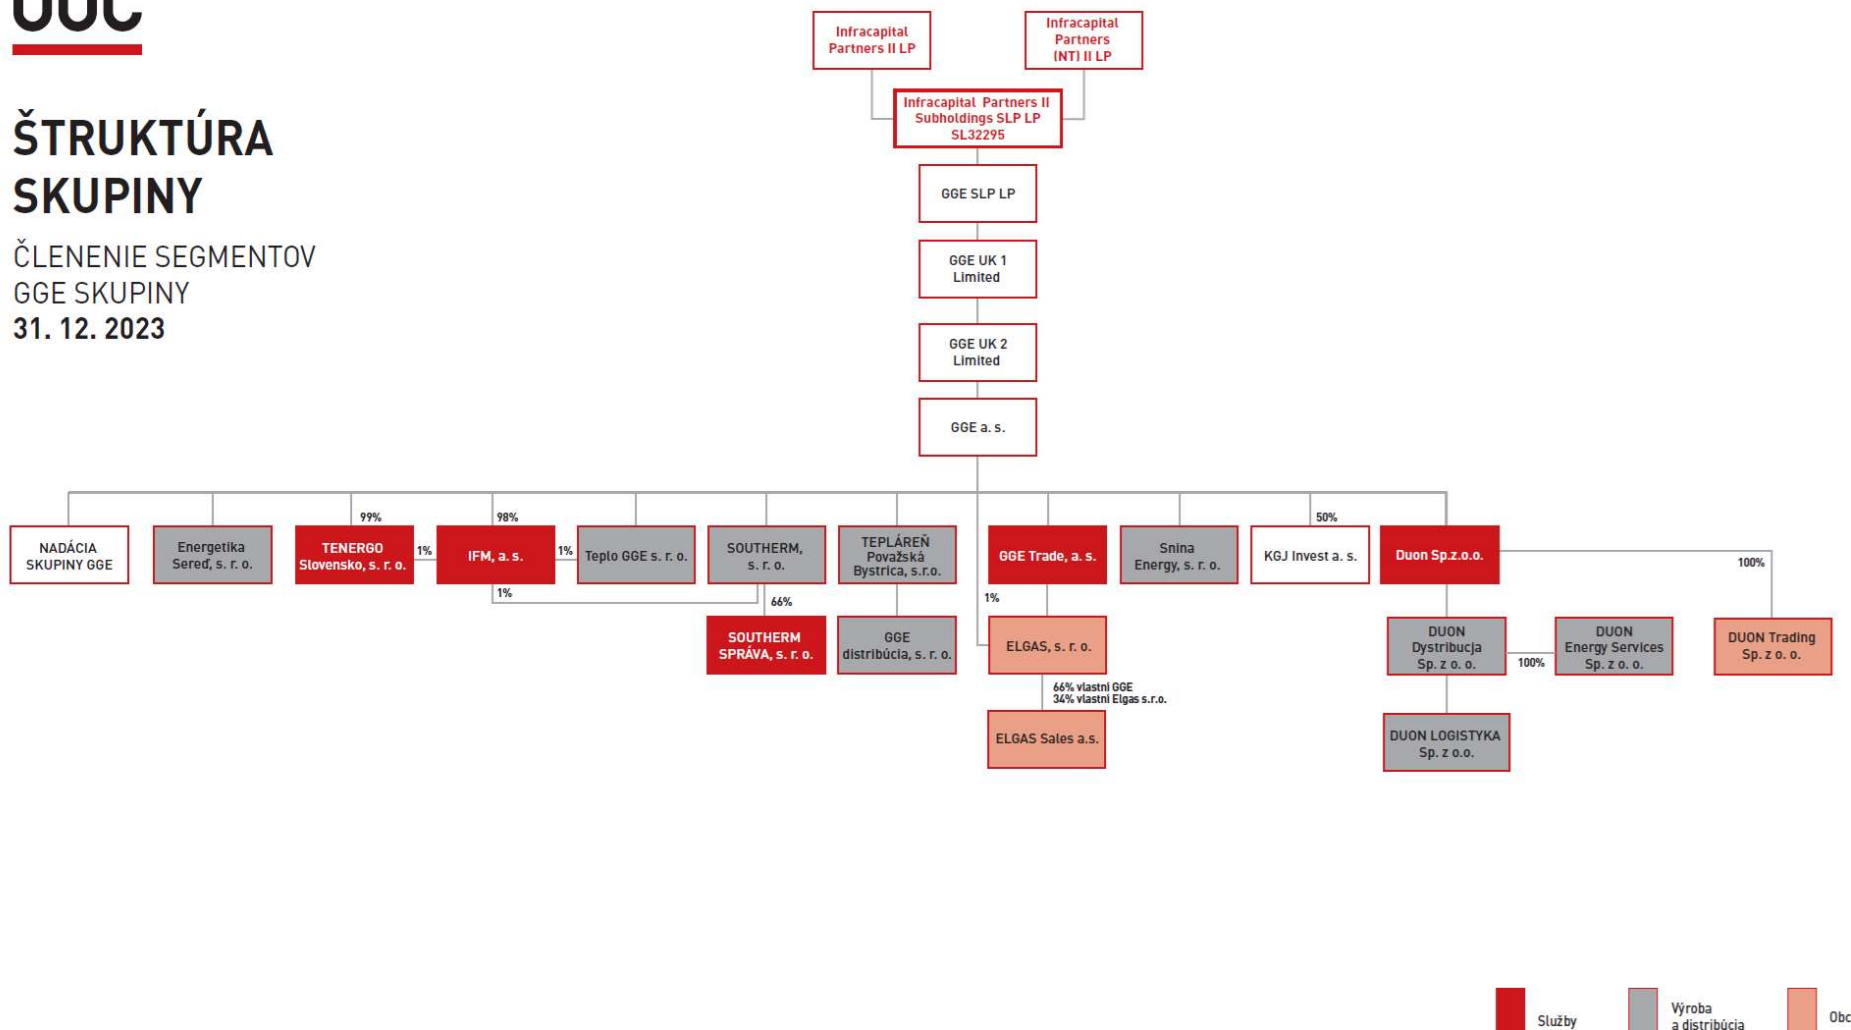 ŠTRUKTÚRA
SKUPINY
ČLENENIE SEGMENTOV
GGE SKUPINY
31. 12. 2023
Infracapital
Partners II LP
Infracapital
Partners
(NT) II LP
Infracapital Partners II
Subholdings SLP LP
SL32295
GGE SLP LP
GGE UK 1
Limited
GGE UK 2
Limited
GGE a. s.
NADÁCIA
SKUPINY GGE
Energetika
Sereď, s. r. o.
99%
TENERGO
Slovensko, s. r. o.
1%
98%
IFM, a. s.
1%
1%
Teplo GGE s. r. o.
SOUTHERM,
s. r. o.
66%
SOUTHERM
SPRÁVA, s. r. o.
TEPLÁREŇ
Považská
Bystrica, s.r.o.
GGE
distribúcia, s. r. o.
GGE Trade, a. s.
1%
ELGAS, s. r. o.
66% vlastní GGE
34% vlastní Elgas s.r.o.
ELGAS Sales a.s.
Snina
Energy, s. r. o.
50%
KGJ Invest a. s.
Duon Sp.z.o.o.
100%
DUON
Dystribucja
Sp. z o. o.
100%
DUON
Energy Services
Sp. z o. o.
DUON Trading
Sp. z o. o.
DUON LOGISTYKA
Sp. z o.o.
Služby
Výroba
a distribúcia